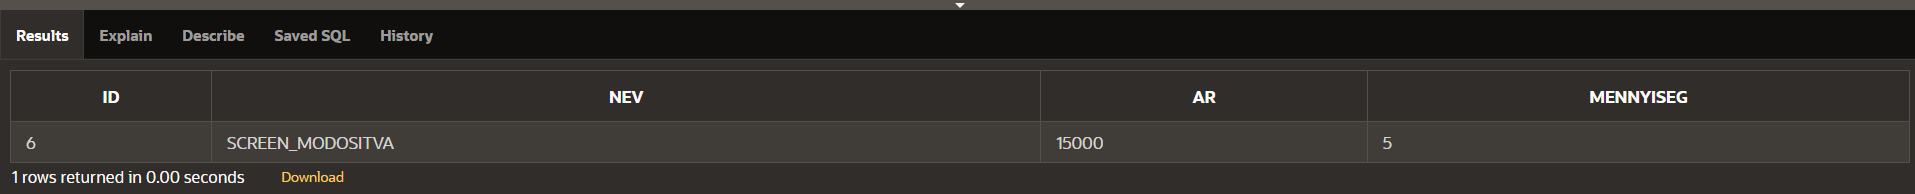 Results Explain Describe Saved SQL History
ID NEV AR MENNYISEG
6 SCREEN_MODOSITVA 15000 5
1 rows returned in 0.00 seconds Download